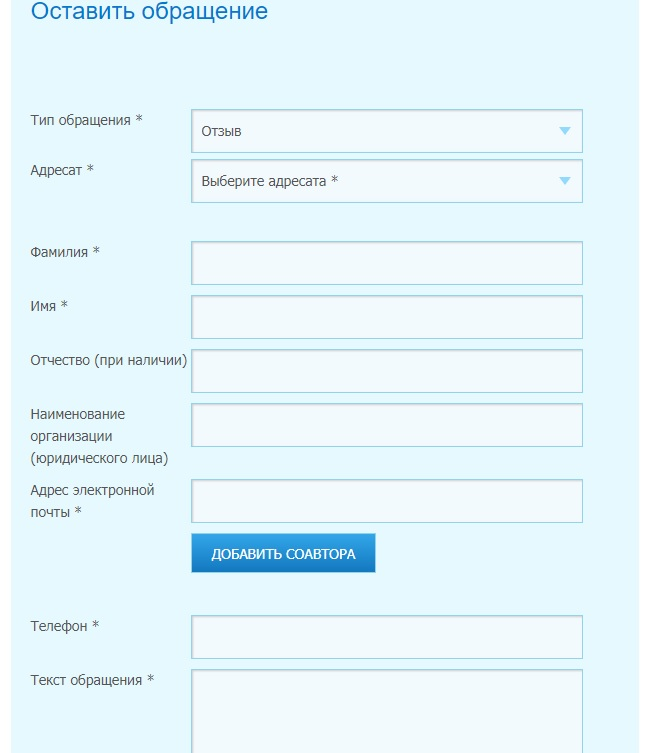 Оставить обращение
Тип обращения *
Отзыв
Адресат *
Выберите адресата *
Фамилия *
Имя *
Отчество (при наличии)
Наименование
организации
(юридического лица)
Адрес электронной
почты *
ДОБАВИТЬ СОАВТОРА
Телефон *
Текст обращения *